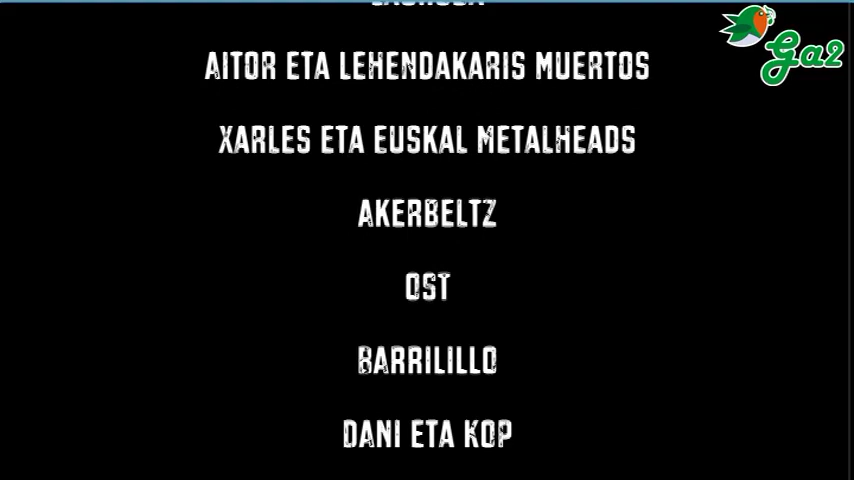 Ga2
AITOR ETA LEHENDAKARIS MUERTOS
XARLES ETA EUSKAL METALHEADS
AKERBELTZ
OST
BARRILILLO
DANI ETA KOP